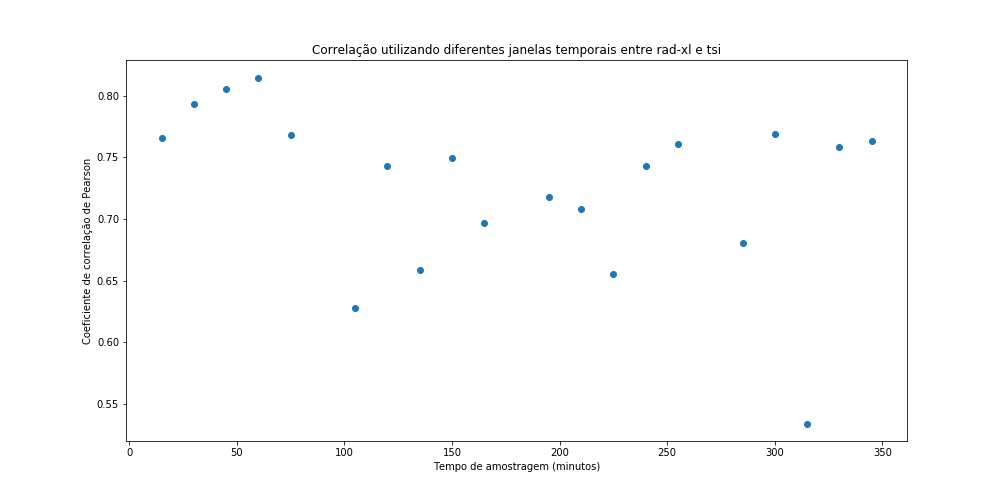 Correlação utilizando diferentes janelas temporais entre rad-xl e tsi
Coeficiente de correlação de Pearson
0.80
0.75
0.70
0.65
0.60
0.55
0 50 100 150 200 250 300 350
Tempo de amostragem (minutos)